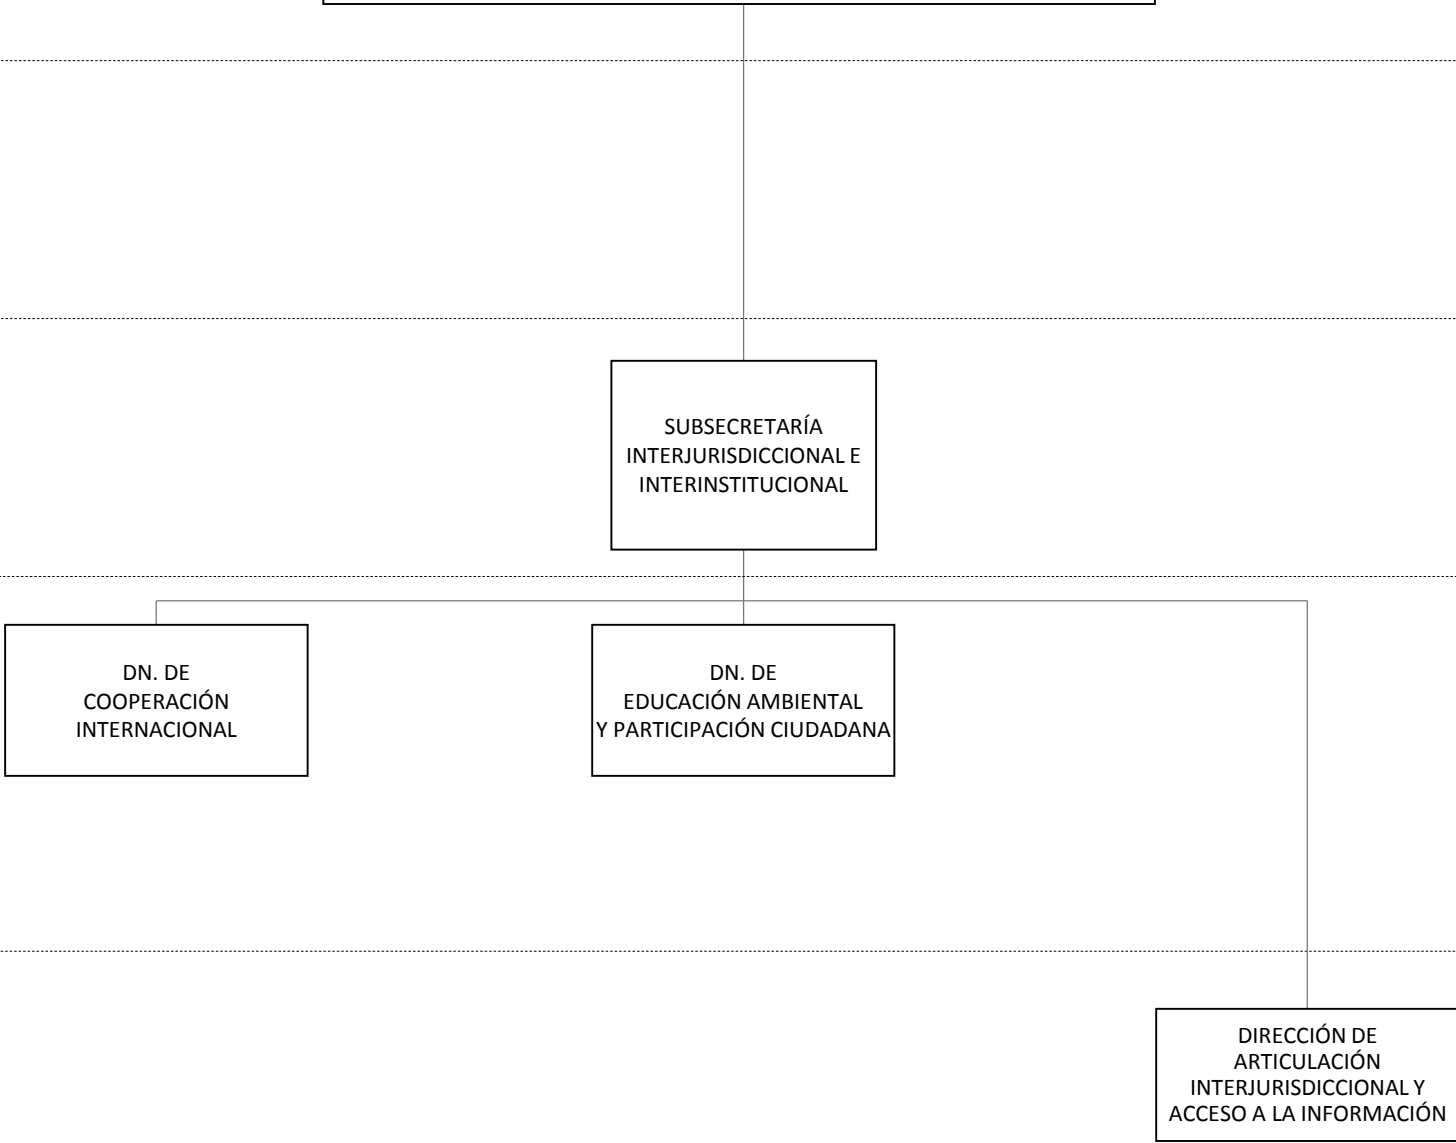 SUBSECRETARÍA
INTERJURISDICCIONAL E
INTERINSTITUCIONAL
DN. DE
COOPERACIÓN
INTERNACIONAL
DN. DE
EDUCACIÓN AMBIENTAL
Y PARTICIPACIÓN CIUDADANA
DIRECCIÓN DE
ARTICULACIÓN
INTERJURISDICCIONAL Y
ACCESO A LA INFORMACIÓN